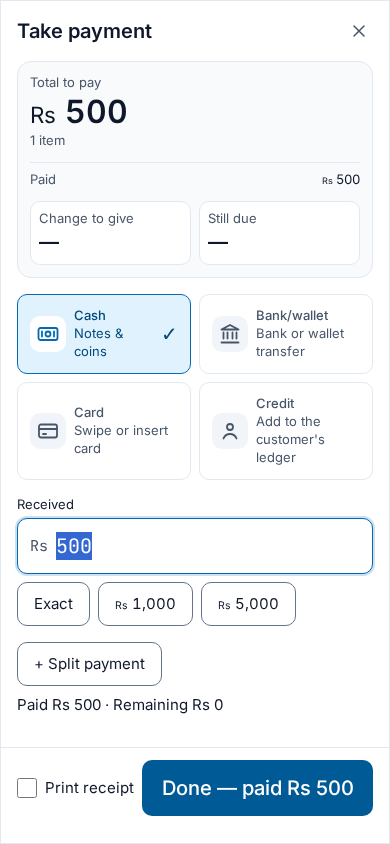 Take payment
Total to pay
Rs 500
1 item
Paid
Rs 500
Change to give
—
Still due
—
Cash
Notes &
coins
✓
Bank/wallet
Bank or wallet
transfer
Card
Swipe or insert
card
Credit
Add to the
customer's
ledger
Received
Rs 500
Exact
Rs 1,000
Rs 5,000
+ Split payment
Paid Rs 500 · Remaining Rs 0
Print receipt
Done — paid Rs 500